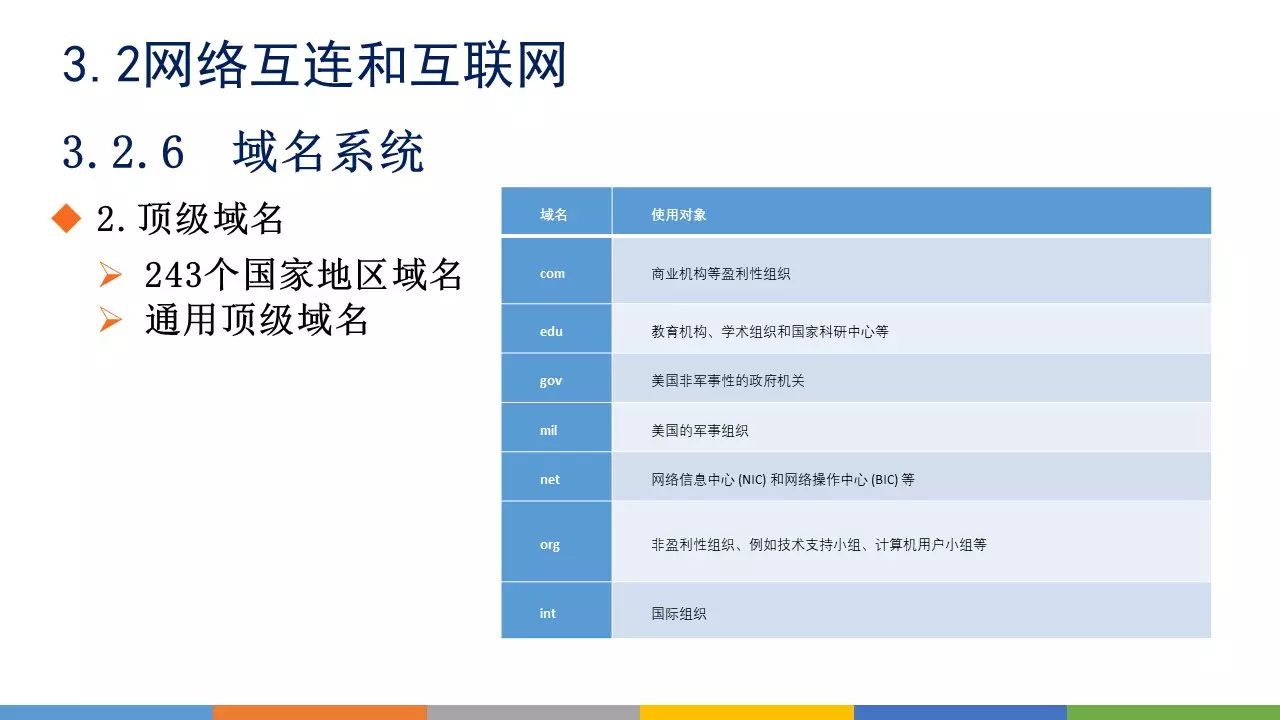 3.2网络互连和互联网
3.2.6 域名系统
2.顶级域名
243个国家地区域名
通用顶级域名
域名 使用对象
com 商业机构等盈利性组织
edu 教育机构、学术组织和国家科研中心等
gov 美国非军事性的政府机关
mil 美国的军事组织
net 网络信息中心 (NIC) 和网络操作中心 (BIC) 等
org 非盈利性组织、例如技术支持小组、计算机用户小组等
int 国际组织